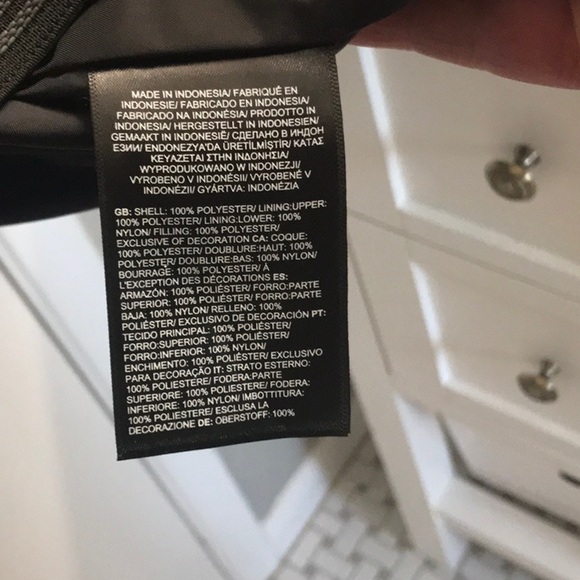 MADE IN INDONESIA/ FABRIQUÉ EN
INDONÉSIE/ FABRICADO EN INDONESIA/
FABRICADO NA INDONÉSIA/ PRODOTTO IN
INDONESIA/ HERGESTELLT IN INDONESIEN/
GEMAAKT IN INDONESIË/ СДЕЛАНО В ИНДОН
ЕЗИИ/ ENDONEZYA'DA ÜRETİLMİŞTİR/ ΚΑΤΑΣ
ΚΕΥΑΖΕΤΑΙ ΣΤΗΝ ΙΝΔΟΝΗΣΙΑ/
WYPRODUKOWANO W INDONEZJI/
VYROBENO V INDONÉSII/ VYROBENÉ V
INDONÉZII/ GYÁRTVA: INDONÉZIA
GB: SHELL: 100% POLYESTER/ LINING:UPPER:
100% POLYESTER/ LINING:LOWER: 100%
NYLON/ FILLING: 100% POLYESTER/
EXCLUSIVE OF DECORATION CA: COQUE:
100% POLYESTER/ DOUBLURE:HAUT: 100%
POLYESTER/ DOUBLURE:BAS: 100% NYLON/
BOURRAGE: 100% POLYESTER/ À
L'EXCEPTION DES DÉCORATIONS ES:
ARMAZÓN: 100% POLIÉSTER/ FORRO:PARTE
SUPERIOR: 100% POLIÉSTER/ FORRO:PARTE
BAJA: 100% NYLON/ RELLENO: 100%
POLIÉSTER/ EXCLUSIVO DE DECORACIÓN PT:
TECIDO PRINCIPAL: 100% POLIÉSTER/
FORRO:SUPERIOR: 100% POLIÉSTER/
FORRO:INFERIOR: 100% NYLON/
ENCHIMENTO: 100% POLIÉSTER/ EXCLUSIVO
PARA DECORAÇÃO IT: STRATO ESTERNO:
100% POLIESTERE/ FODERA:PARTE
SUPERIORE: 100% POLIESTERE/ FODERA:
INFERIORE: 100% NYLON/ IMBOTTITURA:
100% POLIESTERE/ ESCLUSA LA
DECORAZIONE DE: OBERSTOFF: 100%